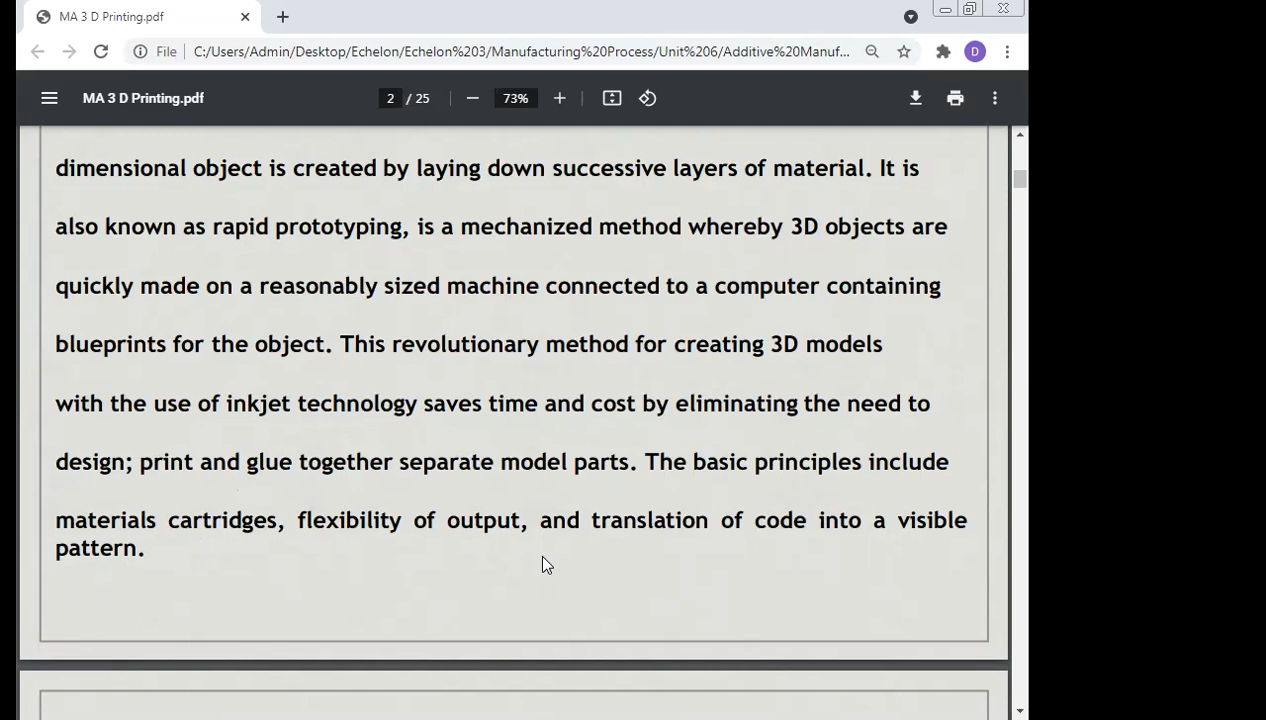 MA 3 D Printing.pdf
File C:/Users/Admin/Desktop/Echelon/Echelon%203/Manufacturing%20Process/Unit%206/Additive%20Manuf... D
MA 3 D Printing.pdf 2 / 25 73%
dimensional object is created by laying down successive layers of material. It is
also known as rapid prototyping, is a mechanized method whereby 3D objects are
quickly made on a reasonably sized machine connected to a computer containing
blueprints for the object. This revolutionary method for creating 3D models
with the use of inkjet technology saves time and cost by eliminating the need to
design; print and glue together separate model parts. The basic principles include
materials cartridges, flexibility of output, and translation of code into a visible
pattern.